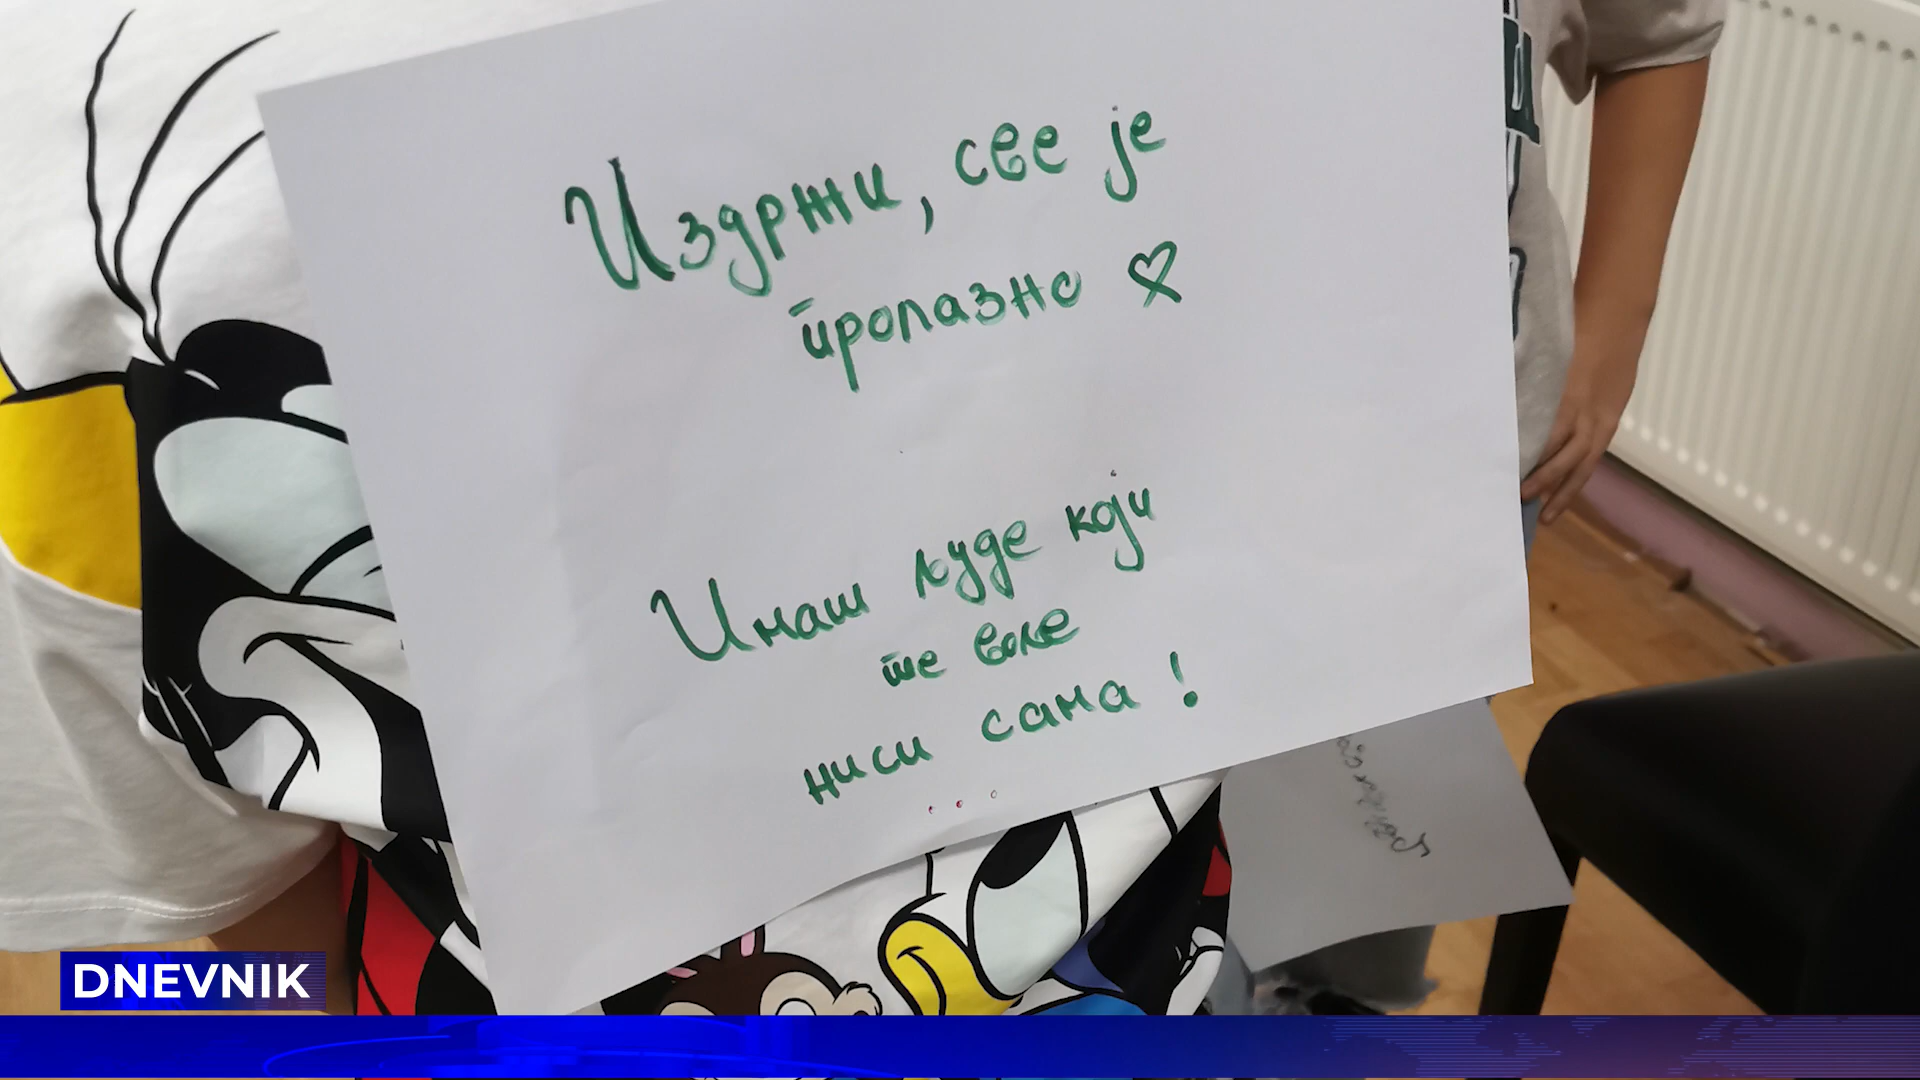 Издржи, све је
пролазно
Имаш људе који
те воле
ниси сама!
DNEVNIK